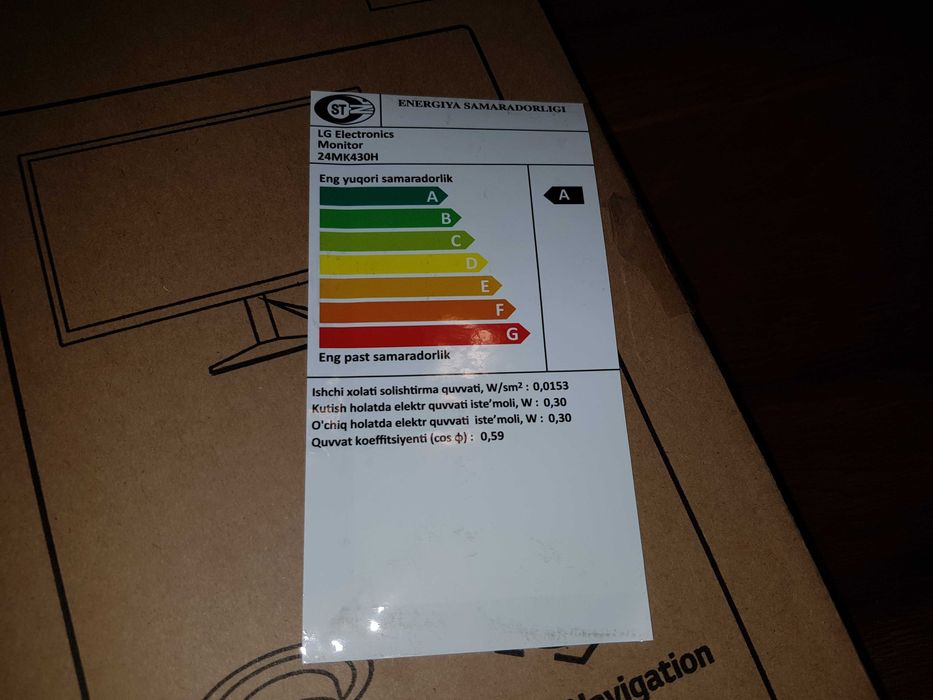 ST
ENERGIYA SAMARADORLIGI
LG Electronics
Monitor
24MK430H
Eng yuqori samaradorlik
A
A
B
C
D
E
F
G
Eng past samaradorlik
Ishchi xolati solishtirma quvvati, W/sm² : 0,0153
Kutish holatda elektr quvvati iste'moli, W : 0,30
O'chiq holatda elektr quvvati iste'moli, W : 0,30
Quvvat koeffitsiyenti (cos ф) : 0,59
Navigation